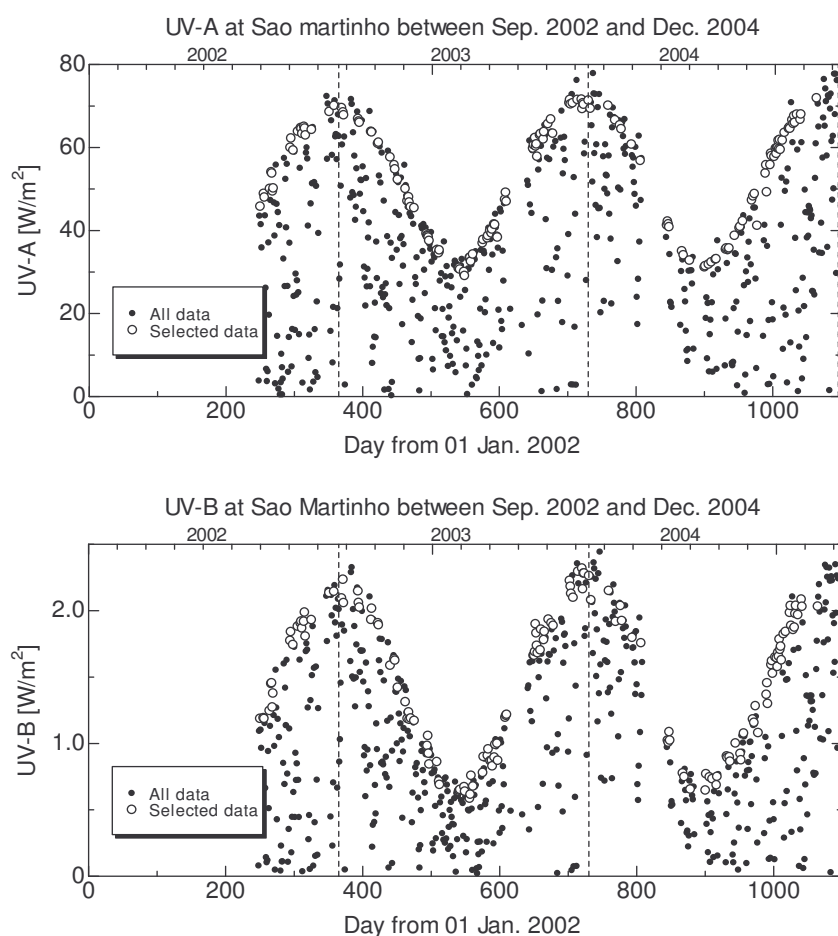 UV-A at Sao martinho between Sep. 2002 and Dec. 2004
2002 2003 2004
80
60
40
20
0
UV-A [W/m²]
All data
Selected data
0 200 400 600 800 1000
Day from 01 Jan. 2002
UV-B at Sao Martinho between Sep. 2002 and Dec. 2004
2002 2003 2004
2.0
1.0
0
UV-B [W/m²]
All data
Selected data
0 200 400 600 800 1000
Day from 01 Jan. 2002